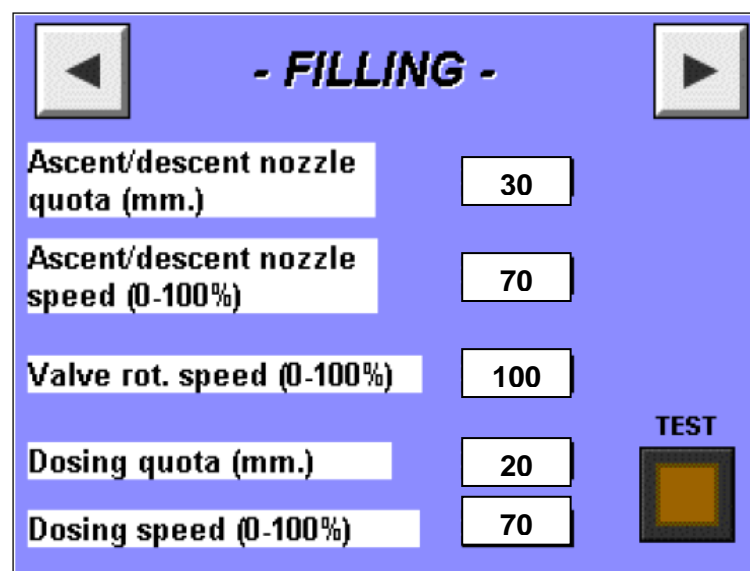 - FILLING -
Ascent/descent nozzle
quota (mm.)
30
Ascent/descent nozzle
speed (0-100%)
70
Valve rot. speed (0-100%)
100
TEST
Dosing quota (mm.)
20
Dosing speed (0-100%)
70